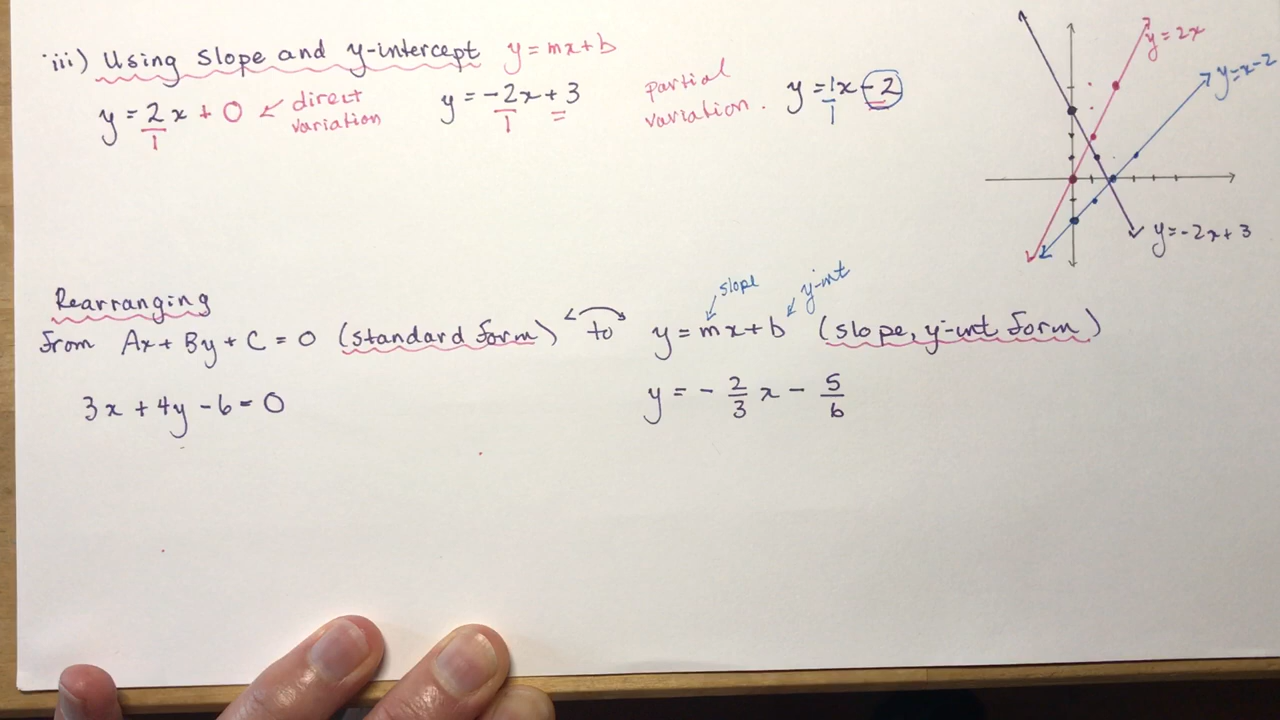 iii) Using slope and y-intercept y = mx + b
y = 2/1 x + 0 ← direct variation
y = -2/1 x + 3
partial variation.
y = 1/1 x - 2
y = 2x
y = x - 2
y = -2x + 3
Rearranging
slope
y-int
From Ax + By + C = 0 (standard form) to y = mx + b (slope, y-int form)
3x + 4y - 6 = 0
y = - 2/3 x - 5/6